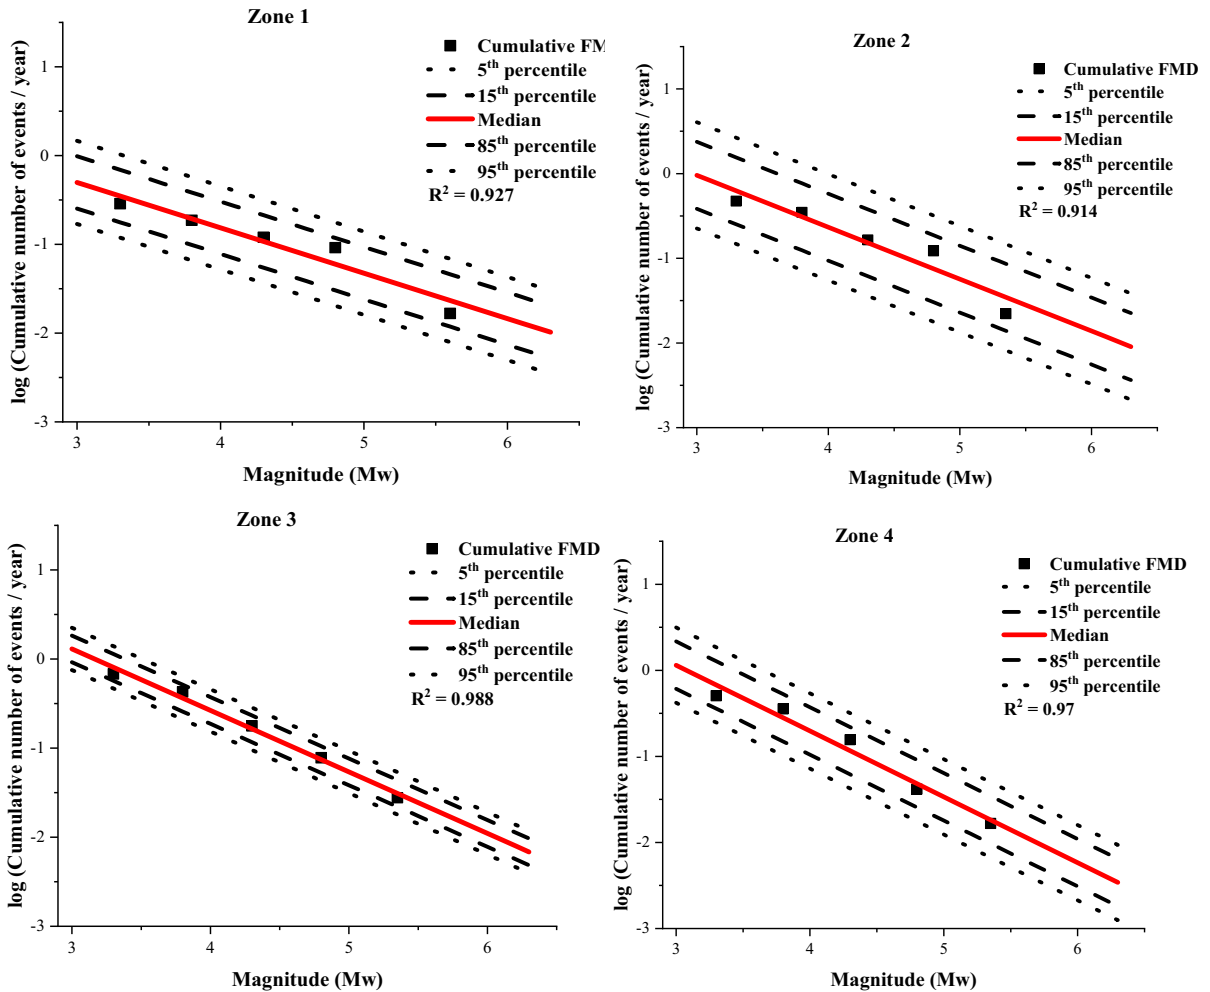 Zone 1
Cumulative FM
5th percentile
15th percentile
Median
85th percentile
95th percentile
R2 = 0.927
log (Cumulative number of events / year)
1
0
-1
-2
-3
3 4 5 6
Magnitude (Mw)
Zone 2
Cumulative FMD
5th percentile
15th percentile
Median
85th percentile
95th percentile
R2 = 0.914
log (Cumulative number of events / year)
1
0
-1
-2
-3
3 4 5 6
Magnitude (Mw)
Zone 3
Cumulative FMD
5th percentile
15th percentile
Median
85th percentile
95th percentile
R2 = 0.988
log (Cumulative number of events / year)
1
0
-1
-2
-3
3 4 5 6
Magnitude (Mw)
Zone 4
Cumulative FMD
5th percentile
15th percentile
Median
85th percentile
95th percentile
R2 = 0.97
log (Cumulative number of events / year)
1
0
-1
-2
-3
3 4 5 6
Magnitude (Mw)